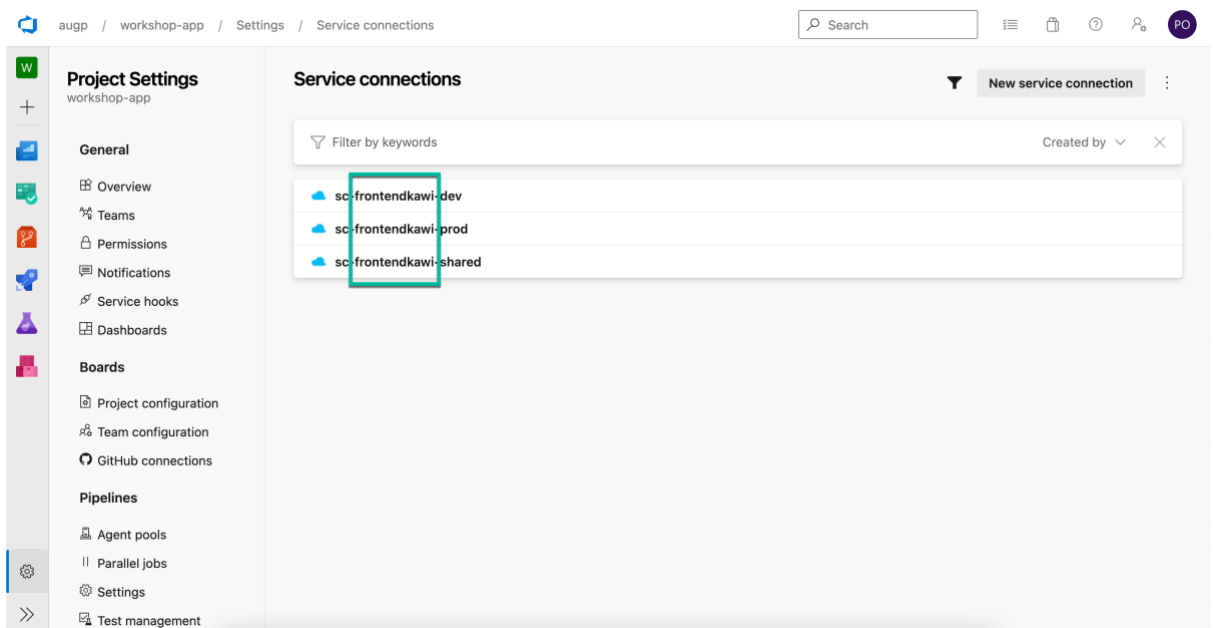 augp / workshop-app / Settings / Service connections
Search
PO
W
Project Settings
workshop-app
General
Overview
Teams
Permissions
Notifications
Service hooks
Dashboards
Boards
Project configuration
Team configuration
GitHub connections
Pipelines
Agent pools
Parallel jobs
Settings
Test management
Service connections
New service connection
Filter by keywords
Created by
sc-frontendkawi-dev
sc-frontendkawi-prod
sc-frontendkawi-shared